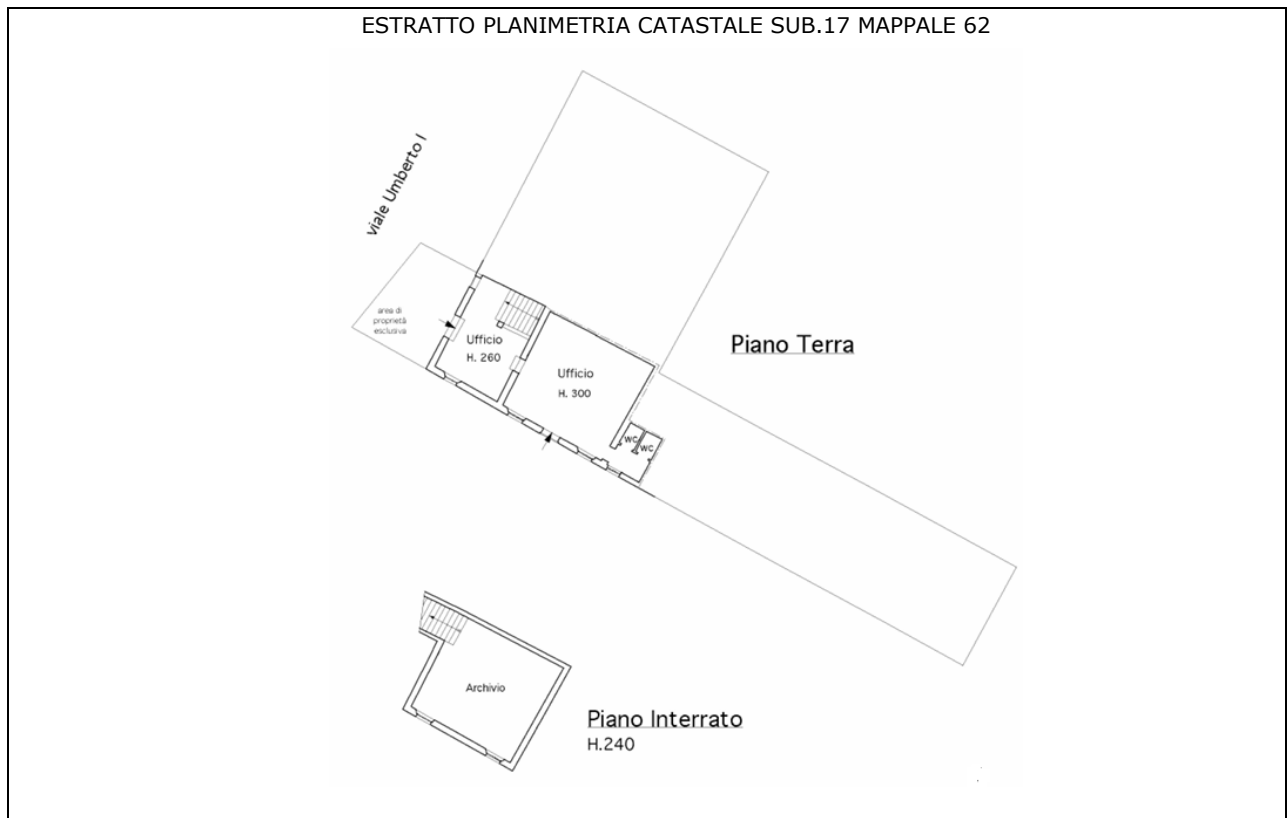 ESTRATTO PLANIMETRIA CATASTALE SUB.17 MAPPALE 62
viale Umberto I
area di
proprietà
esclusiva
Ufficio
H. 260
Ufficio
H. 300
WC
WC
Piano Terra
Archivio
Piano Interrato
H.240